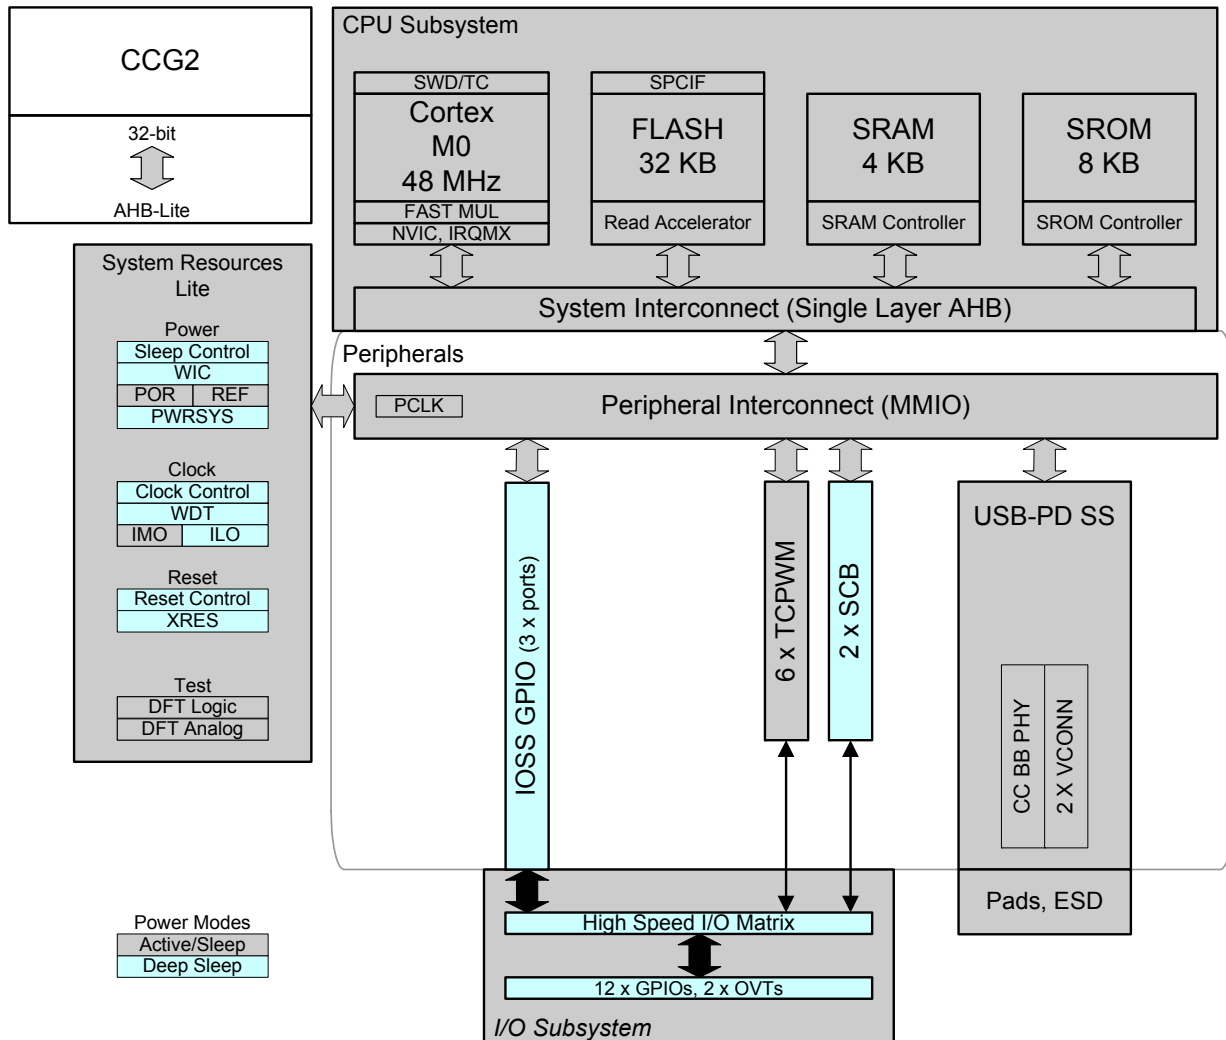 CCG2
32-bit
AHB-Lite
CPU Subsystem
SWD/TC
Cortex
M0
48 MHz
FAST MUL
NVIC, IRQMX
SPCIF
FLASH
32 KB
Read Accelerator
SRAM
4 KB
SRAM Controller
SROM
8 KB
SROM Controller
System Interconnect (Single Layer AHB)
System Resources
Lite
Power
Sleep Control
WIC
POR REF
PWRSYS
Clock
Clock Control
WDT
IMO ILO
Reset
Reset Control
XRES
Test
DFT Logic
DFT Analog
Peripherals
PCLK
Peripheral Interconnect (MMIO)
IOSS GPIO (3 x ports)
6 x TCPWM
2 x SCB
USB-PD SS
CC BB PHY
2 X VCONN
Pads, ESD
High Speed I/O Matrix
12 x GPIOs, 2 x OVTs
I/O Subsystem
Power Modes
Active/Sleep
Deep Sleep